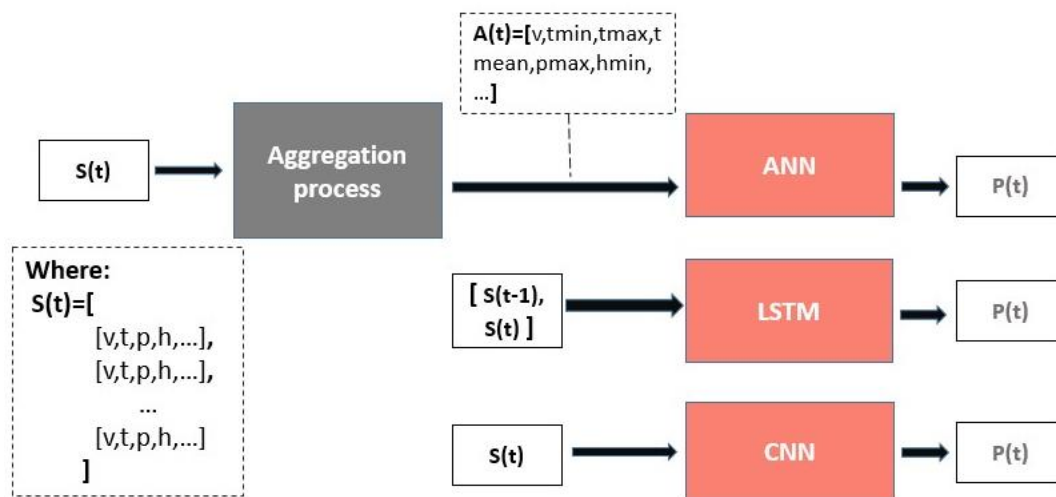 A(t)=[v,tmin,tmax,t
mean,pmax,hmin,
...]
S(t)
Aggregation
process
ANN
P(t)
Where:
S(t)=[
[v,t,p,h,...],
[v,t,p,h,...],
...
[v,t,p,h,...]
]
[ S(t-1),
S(t) ]
LSTM
P(t)
S(t)
CNN
P(t)